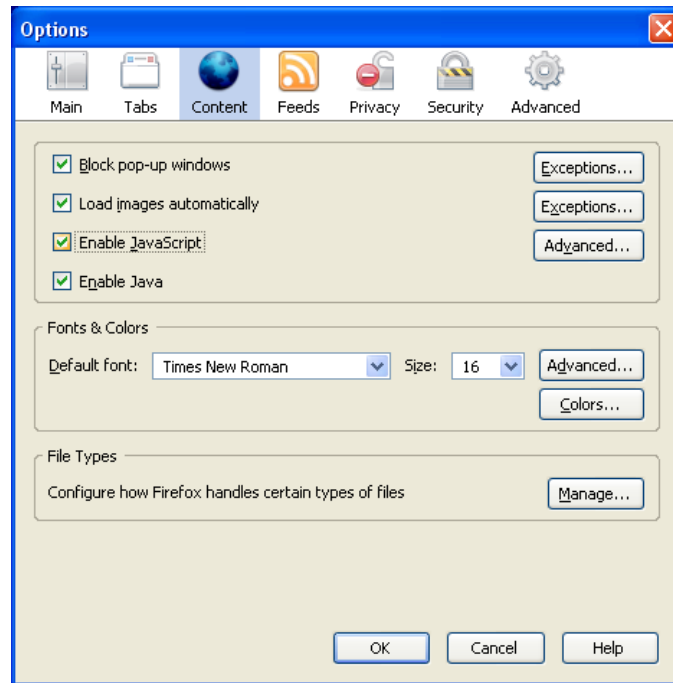 Options
Main Tabs Content Feeds Privacy Security Advanced
Block pop-up windows Exceptions...
Load images automatically Exceptions...
Enable JavaScript Advanced...
Enable Java
Fonts & Colors
Default font: Times New Roman Size: 16 Advanced...
Colors...
File Types
Configure how Firefox handles certain types of files Manage...
OK Cancel Help